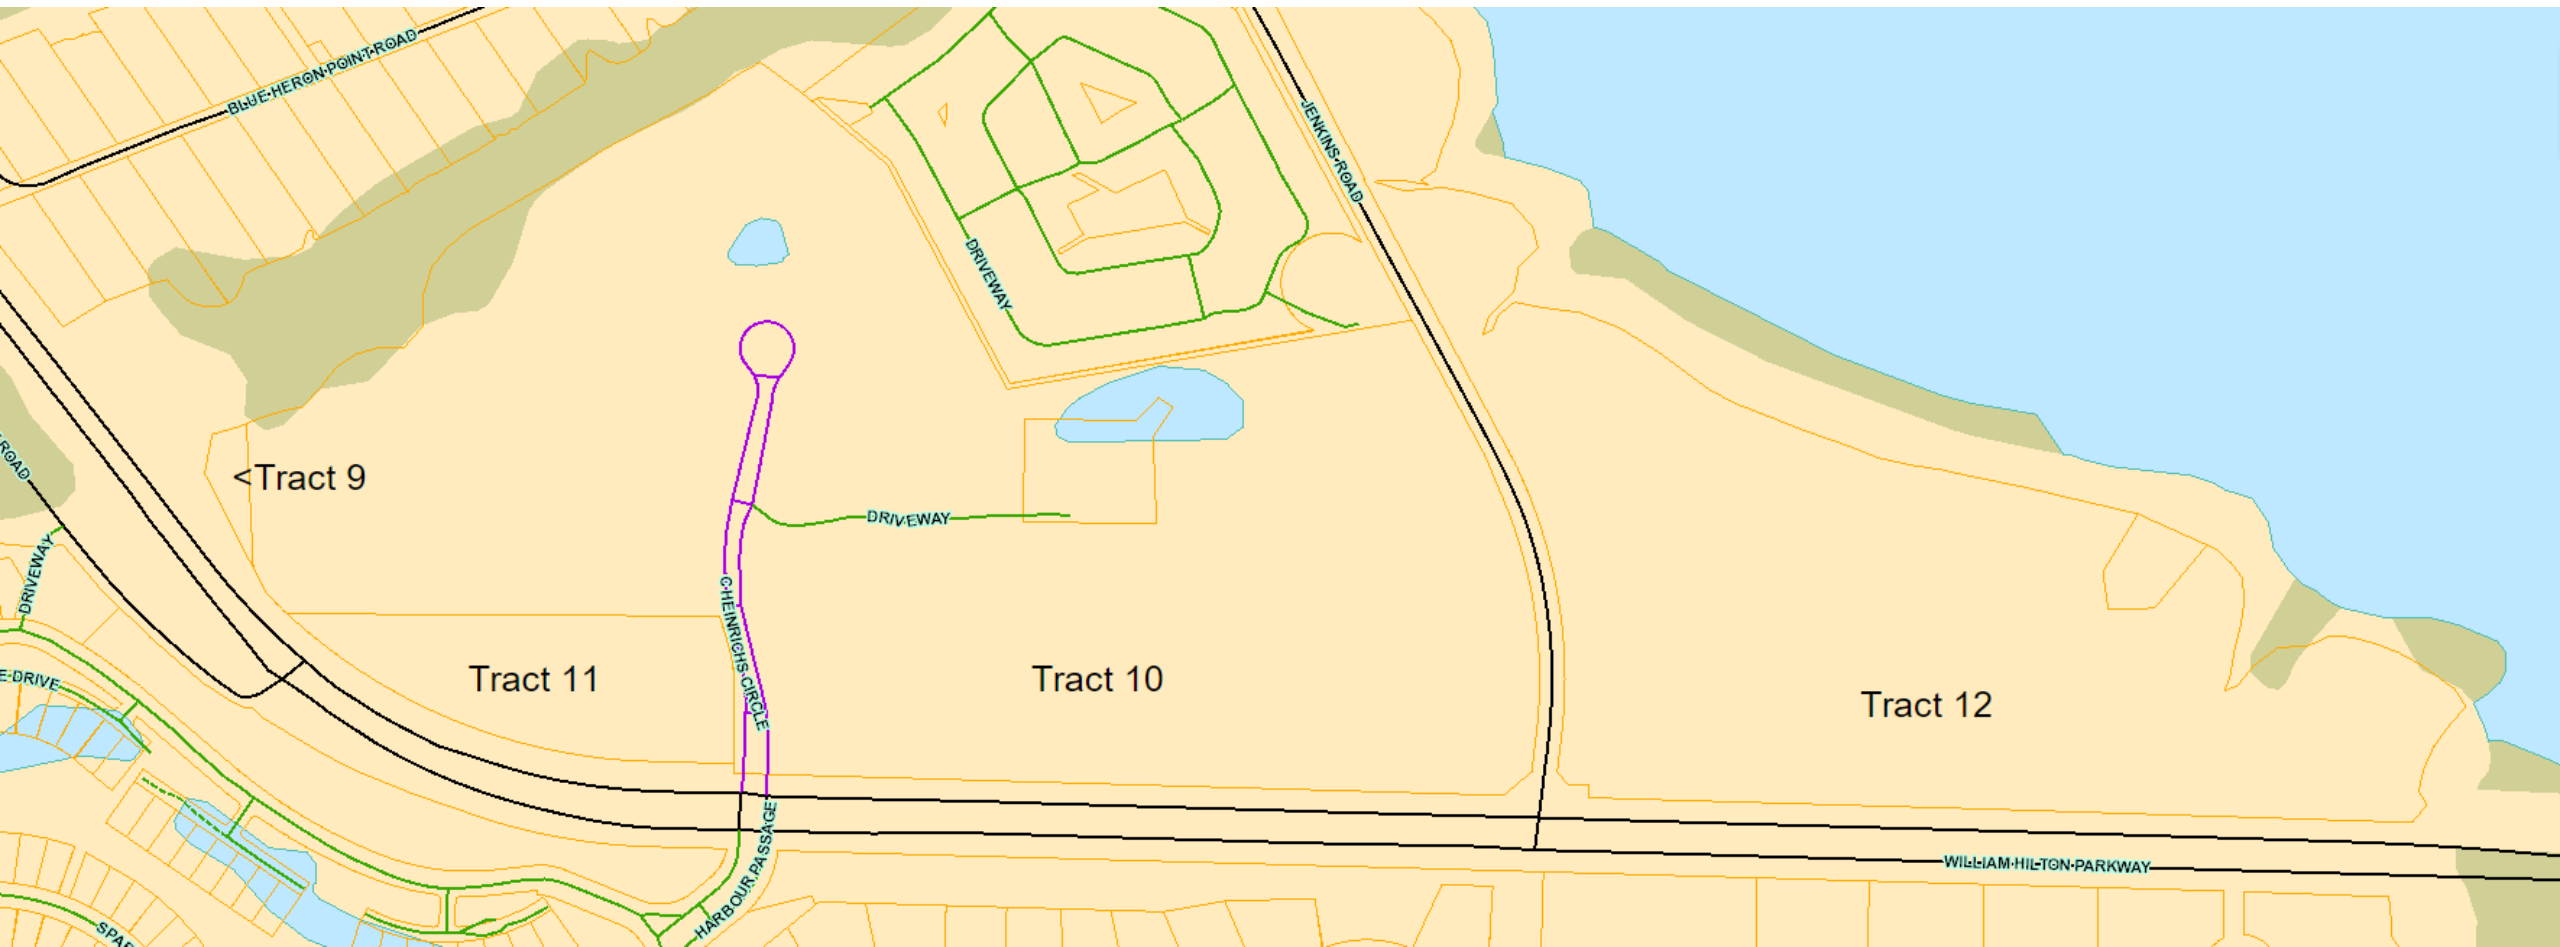 BLUE HERON POINT ROAD
JENKINS ROAD
DRIVEWAY
ROAD
<Tract 9
DRIVEWAY
DRIVEWAY
C HEINRICHS CIRCLE
E DRIVE
Tract 11
Tract 10
Tract 12
HARBOUR PASSAGE
WILLIAM HILTON PARKWAY
SPAR